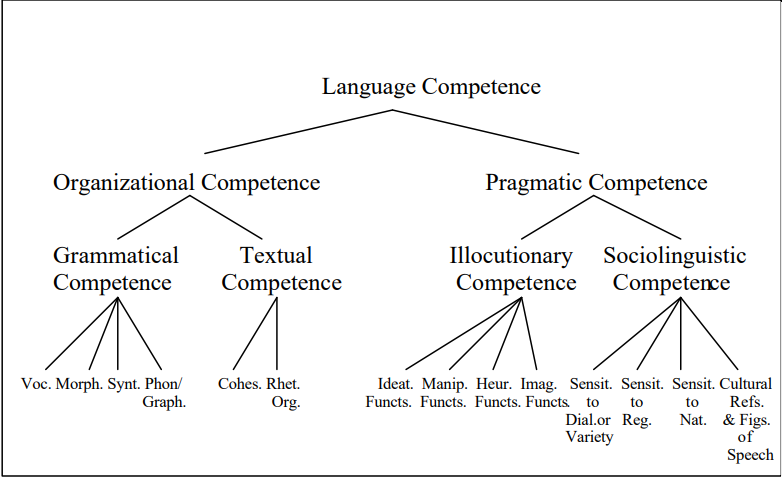 Language Competence
Organizational Competence
Pragmatic Competence
Grammatical
Competence
Textual
Competence
Illocutionary
Competence
Sociolinguistic
Competence
Voc.
Morph.
Synt.
Phon/
Graph.
Cohes.
Rhet.
Org.
Ideat.
Functs.
Manip.
Functs.
Heur.
Functs.
Imag.
Functs.
Sensit.
to
Dial.or
Variety
Sensit.
to
Reg.
Sensit.
to
Nat.
Cultural
Refs.
& Figs.
of
Speech